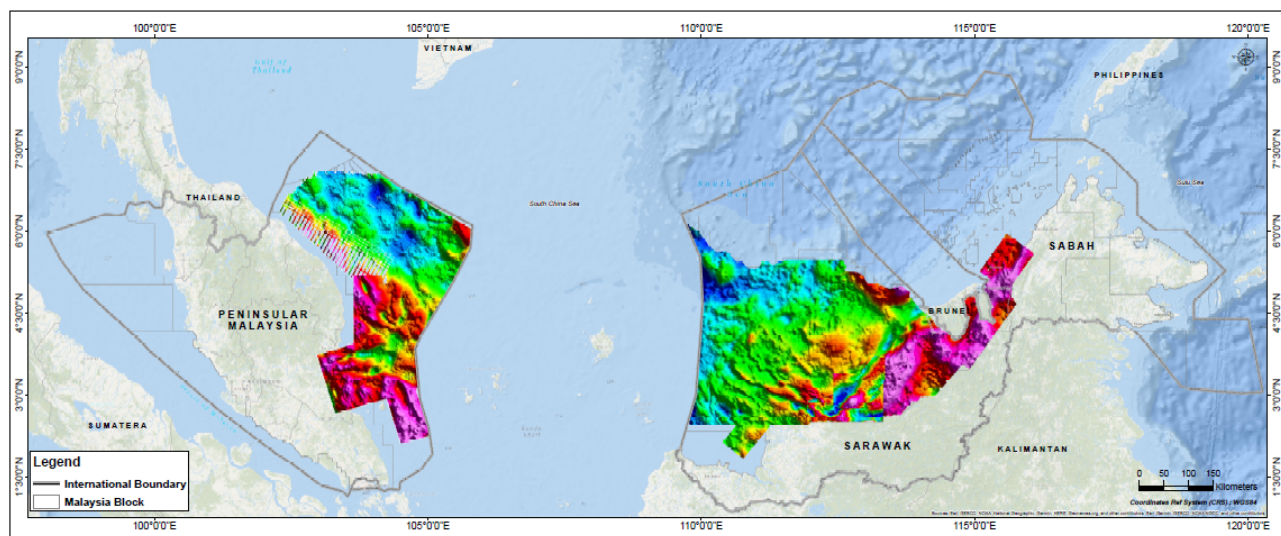 100°0'0"E 105°0'0"E 110°0'0"E 115°0'0"E 120°0'0"E
VIETNAM
Gulf of
Thailand
PHILIPPINES
9°0'0"N 9°0'0"N
7°30'0"N 7°30'0"N
THAILAND
South China
Sea
South China Sea
Sulu Sea
6°0'0"N 6°0'0"N
SABAH
PENINSULAR
MALAYSIA
BRUNEI
4°30'0"N 4°30'0"N
3°0'0"N 3°0'0"N
SUMATERA
SARAWAK
KALIMANTAN
1°30'0"N 1°30'0"N
Legend
International Boundary
Malaysia Block
0 50 100 150
Kilometers
Coordinates Ref System (CRS) : WGS84
100°0'0"E 105°0'0"E 110°0'0"E 115°0'0"E 120°0'0"E